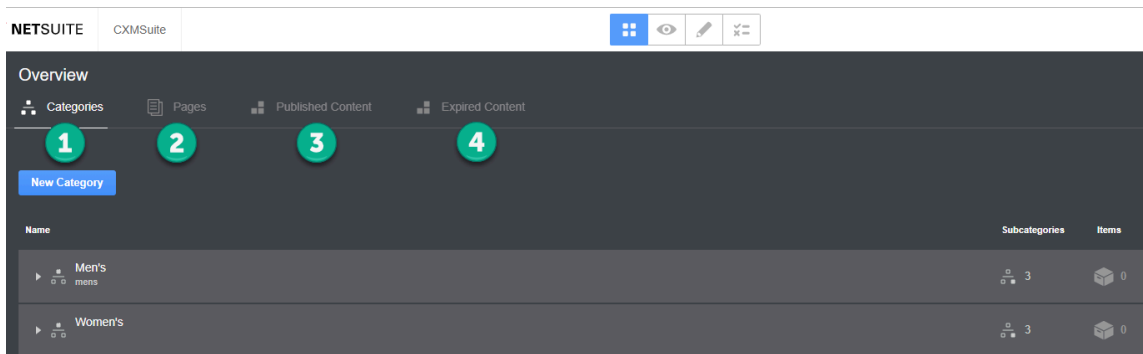 NETSUITE CXMSuite
Overview
Categories Pages Published Content Expired Content
1 2 3 4
New Category
Name Subcategories Items
Men's 3 0
mens
Women's 3 0